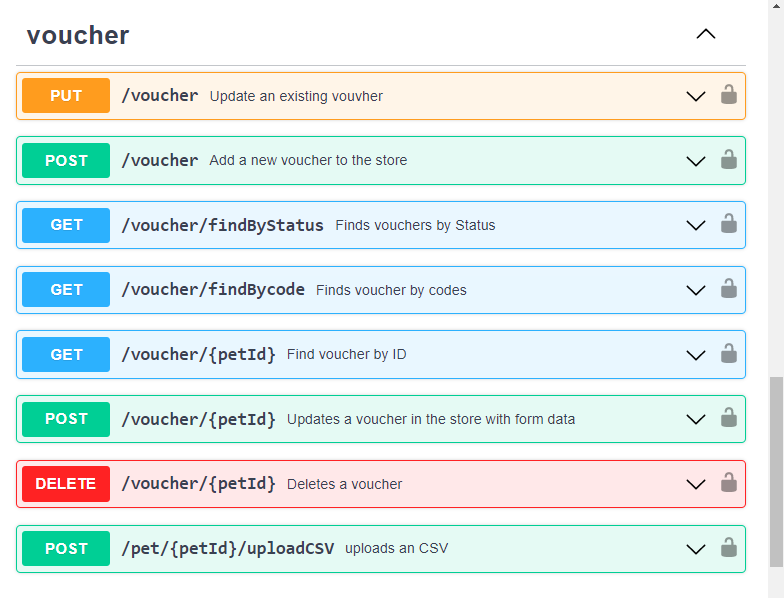 voucher
PUT /voucher Update an existing vouvher
POST /voucher Add a new voucher to the store
GET /voucher/findByStatus Finds vouchers by Status
GET /voucher/findBycode Finds voucher by codes
GET /voucher/{petId} Find voucher by ID
POST /voucher/{petId} Updates a voucher in the store with form data
DELETE /voucher/{petId} Deletes a voucher
POST /pet/{petId}/uploadCSV uploads an CSV